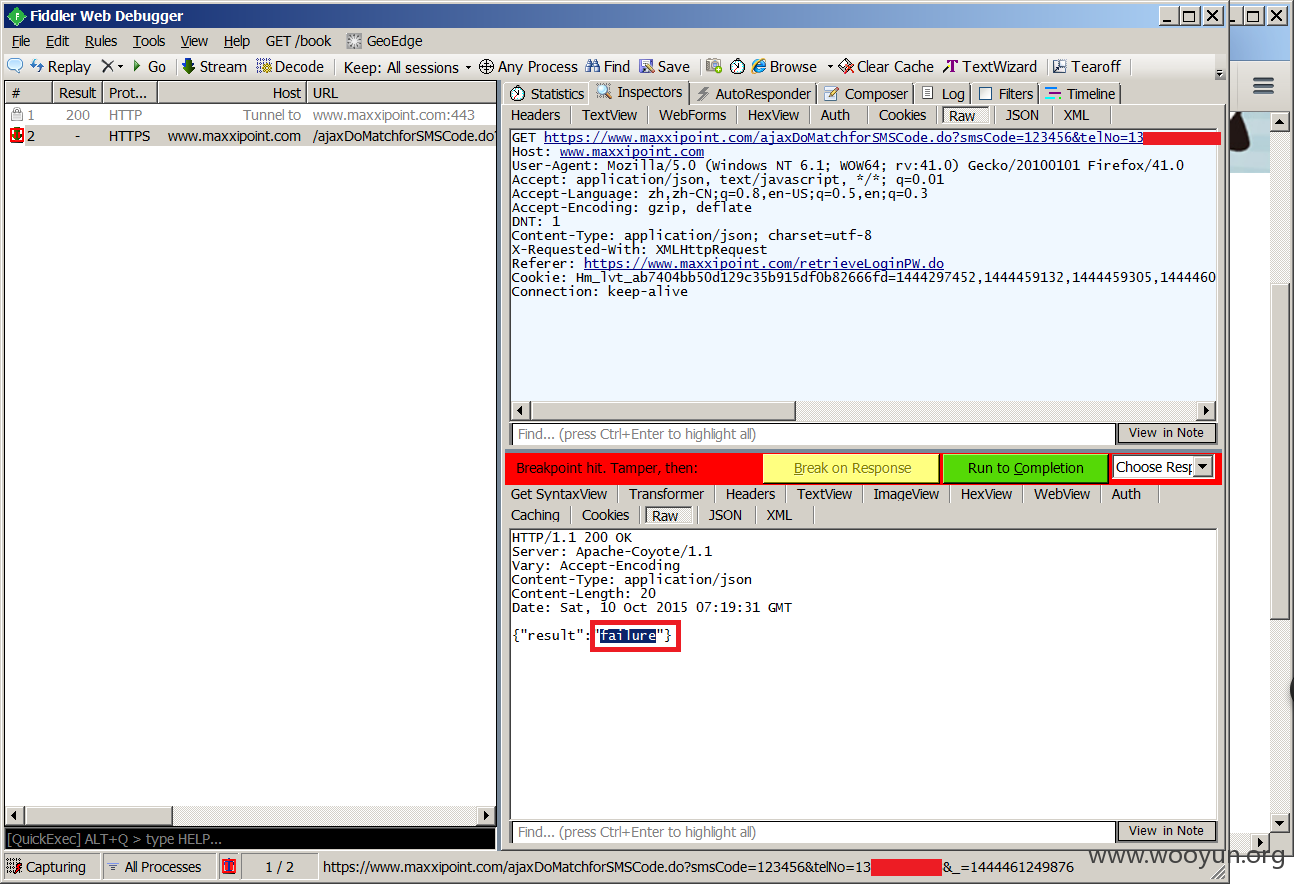 Fiddler Web Debugger
File Edit Rules Tools View Help GET /book GeoEdge
Replay Go Stream Decode Keep: All sessions Any Process Find Save Browse Clear Cache TextWizard Tearoff
# Result Prot... Host URL
1 200 HTTP Tunnel to www.maxxipoint.com:443
2 - HTTPS www.maxxipoint.com /ajaxDoMatchforSMSCode.do?
Statistics Inspectors AutoResponder Composer Log Filters Timeline
Headers TextView WebForms HexView Auth Cookies Raw JSON XML
GET https://www.maxxipoint.com/ajaxDoMatchforSMSCode.do?smsCode=123456&telNo=13
Host: www.maxxipoint.com
User-Agent: Mozilla/5.0 (Windows NT 6.1; WOW64; rv:41.0) Gecko/20100101 Firefox/41.0
Accept: application/json, text/javascript, */*; q=0.01
Accept-Language: zh,zh-CN;q=0.8,en-US;q=0.5,en;q=0.3
Accept-Encoding: gzip, deflate
DNT: 1
Content-Type: application/json; charset=utf-8
X-Requested-With: XMLHttpRequest
Referer: https://www.maxxipoint.com/retrieveLoginPW.do
Cookie: Hm_lvt_ab7404bb50d129c35b915df0b82666fd=1444297452,1444459132,1444459305,1444460
Connection: keep-alive
Find... (press Ctrl+Enter to highlight all) View in Note
Breakpoint hit. Tamper, then: Break on Response Run to Completion Choose Resp
Get SyntaxView Transformer Headers TextView ImageView HexView WebView Auth
Caching Cookies Raw JSON XML
HTTP/1.1 200 OK
Server: Apache-Coyote/1.1
Vary: Accept-Encoding
Content-Type: application/json
Content-Length: 20
Date: Sat, 10 Oct 2015 07:19:31 GMT
{"result":"failure"}
Find... (press Ctrl+Enter to highlight all) View in Note
[QuickExec] ALT+Q > type HELP...
Capturing All Processes 1 / 2 https://www.maxxipoint.com/ajaxDoMatchforSMSCode.do?smsCode=123456&telNo=13 &_=1444461249876
www.wooyun.org